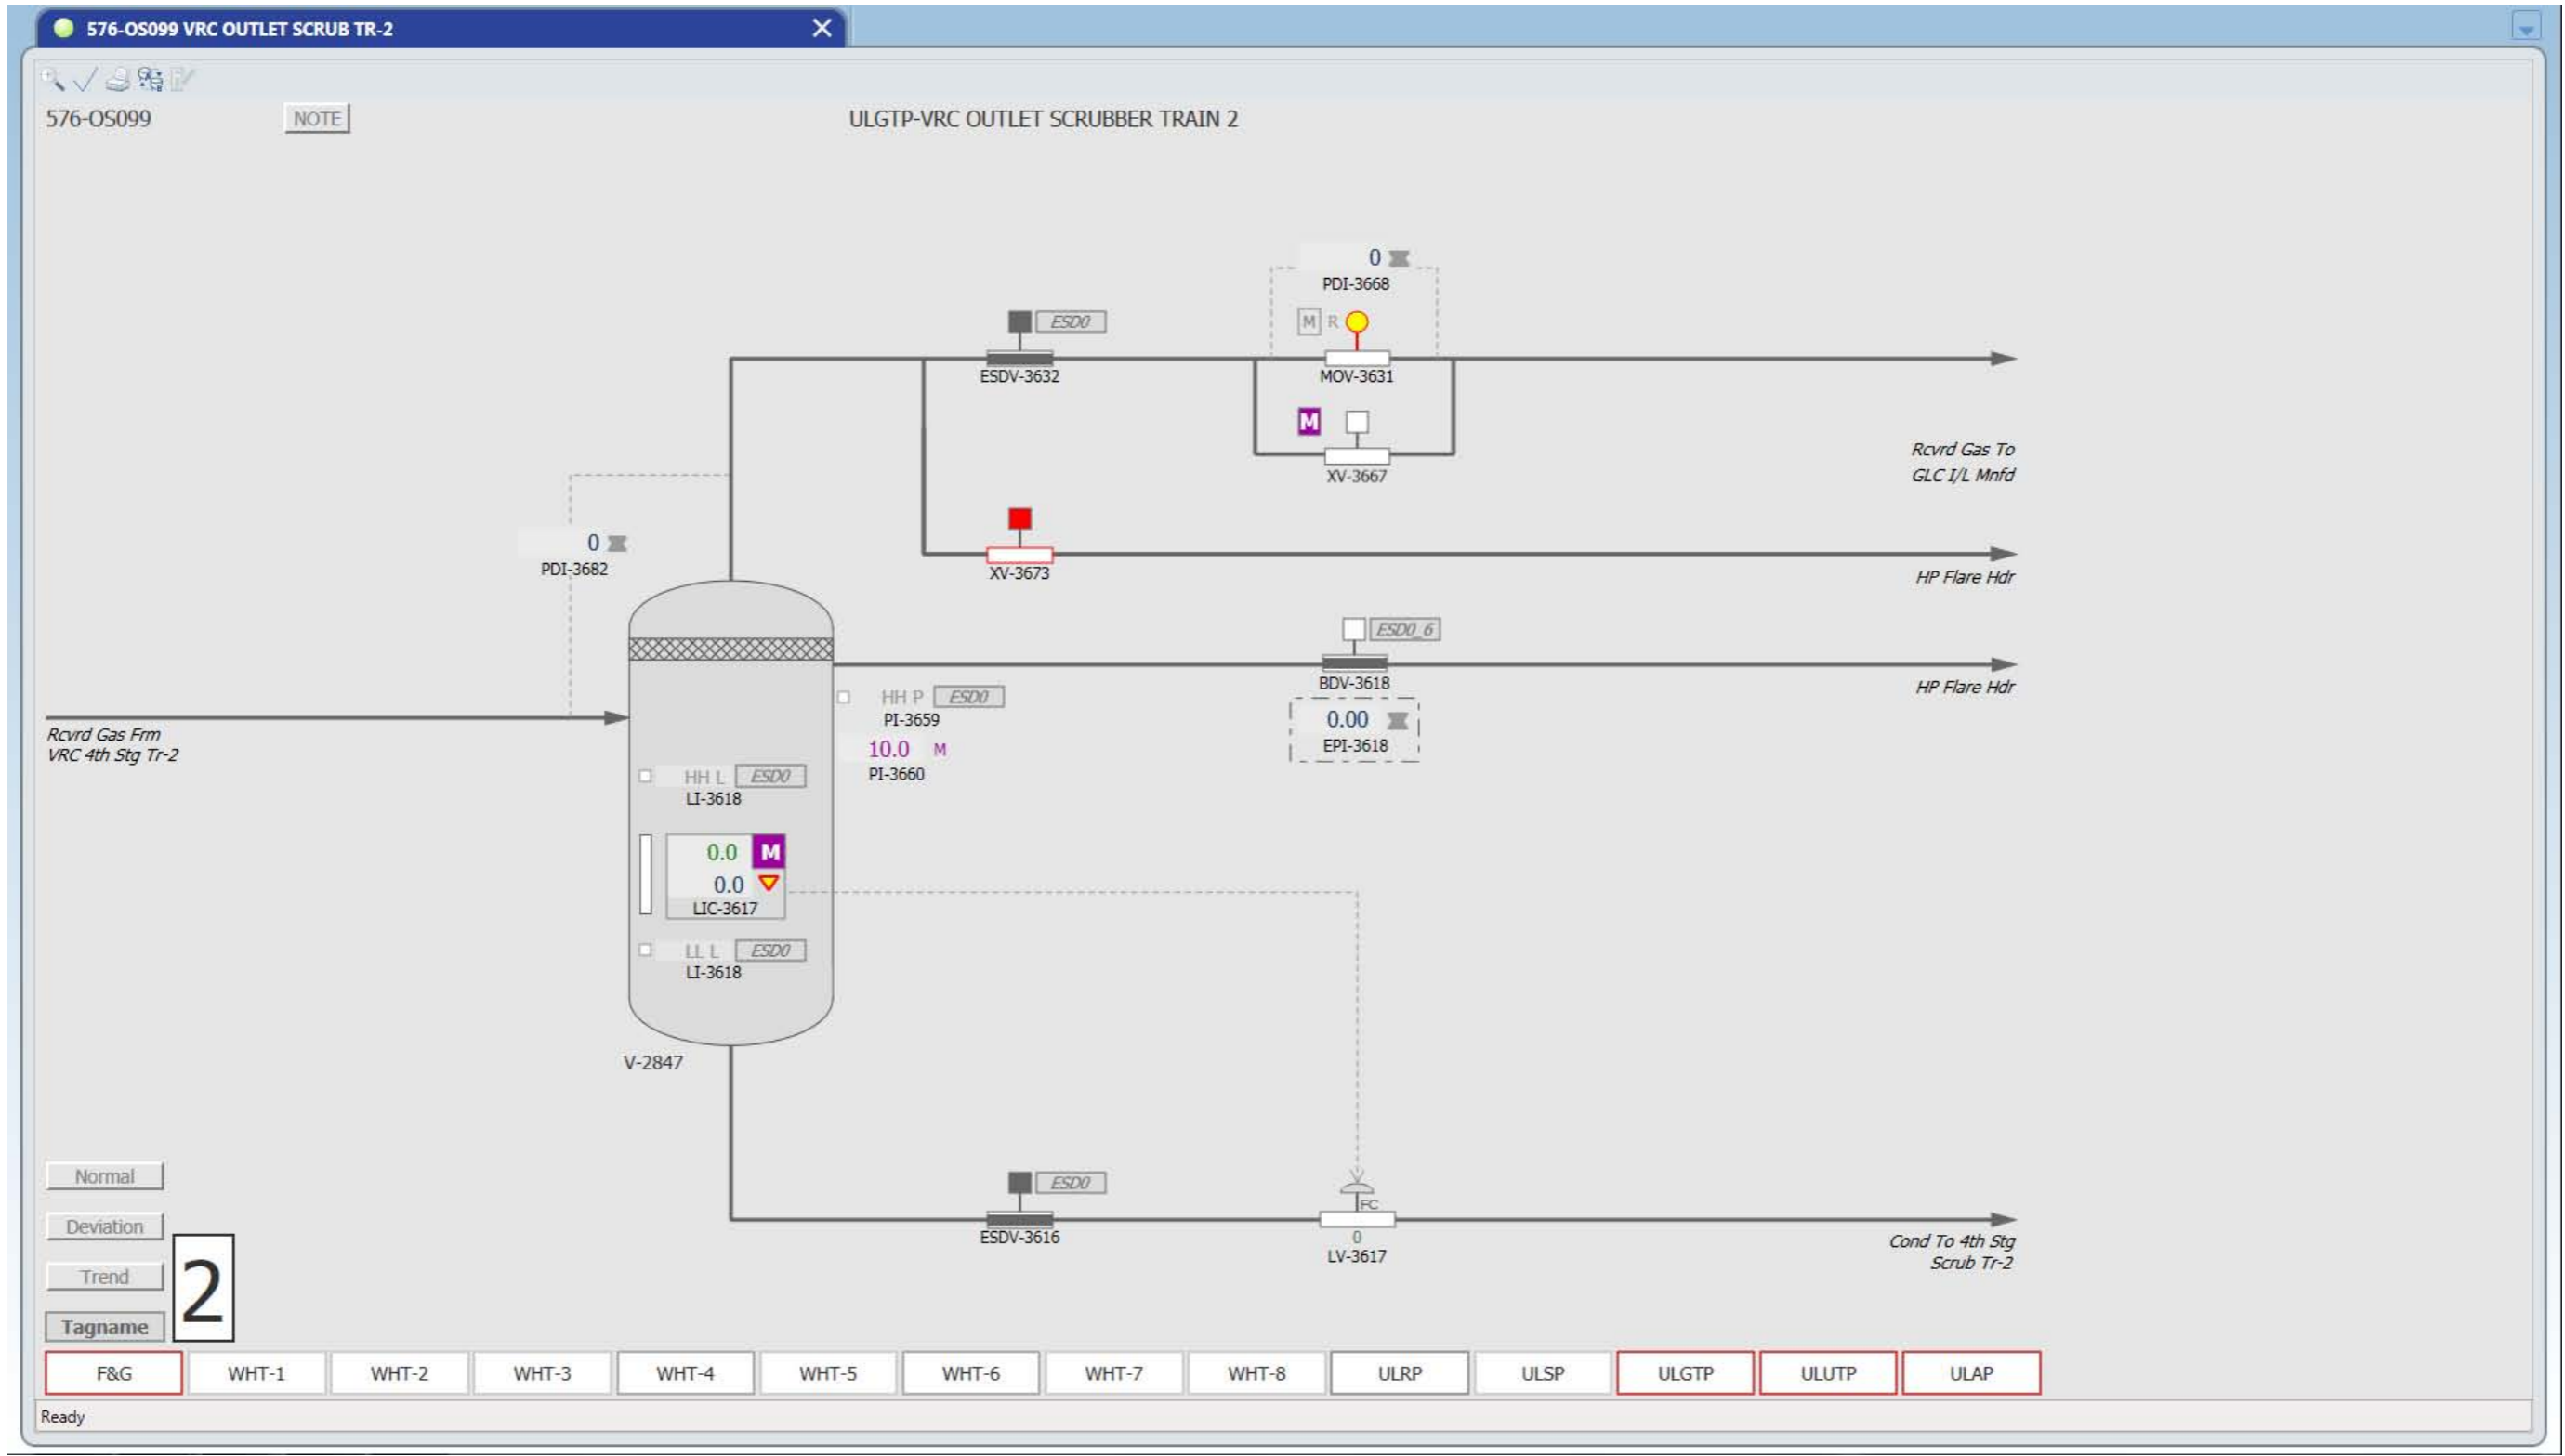 576-OS099 VRC OUTLET SCRUB TR-2
576-OS099
NOTE
ULGTP-VRC OUTLET SCRUBBER TRAIN 2
0
PDI-3668
ESD0
M R
ESDV-3632
MOV-3631
M
XV-3667
Rcvrd Gas To
GLC I/L Mnfd
0
PDI-3682
XV-3673
HP Flare Hdr
ESD0_6
BDV-3618
HP Flare Hdr
HH P ESD0
PI-3659
0.00
EPI-3618
10.0 M
PI-3660
Rcvrd Gas Frm
VRC 4th Stg Tr-2
HH L ESD0
LI-3618
0.0 M
0.0
LIC-3617
LL L ESD0
LI-3618
V-2847
ESD0
ESDV-3616
FC
0
LV-3617
Cond To 4th Stg
Scrub Tr-2
Normal
Deviation
Trend
Tagname
2
F&G WHT-1 WHT-2 WHT-3 WHT-4 WHT-5 WHT-6 WHT-7 WHT-8 ULRP ULSP ULGTP ULUTP ULAP
Ready